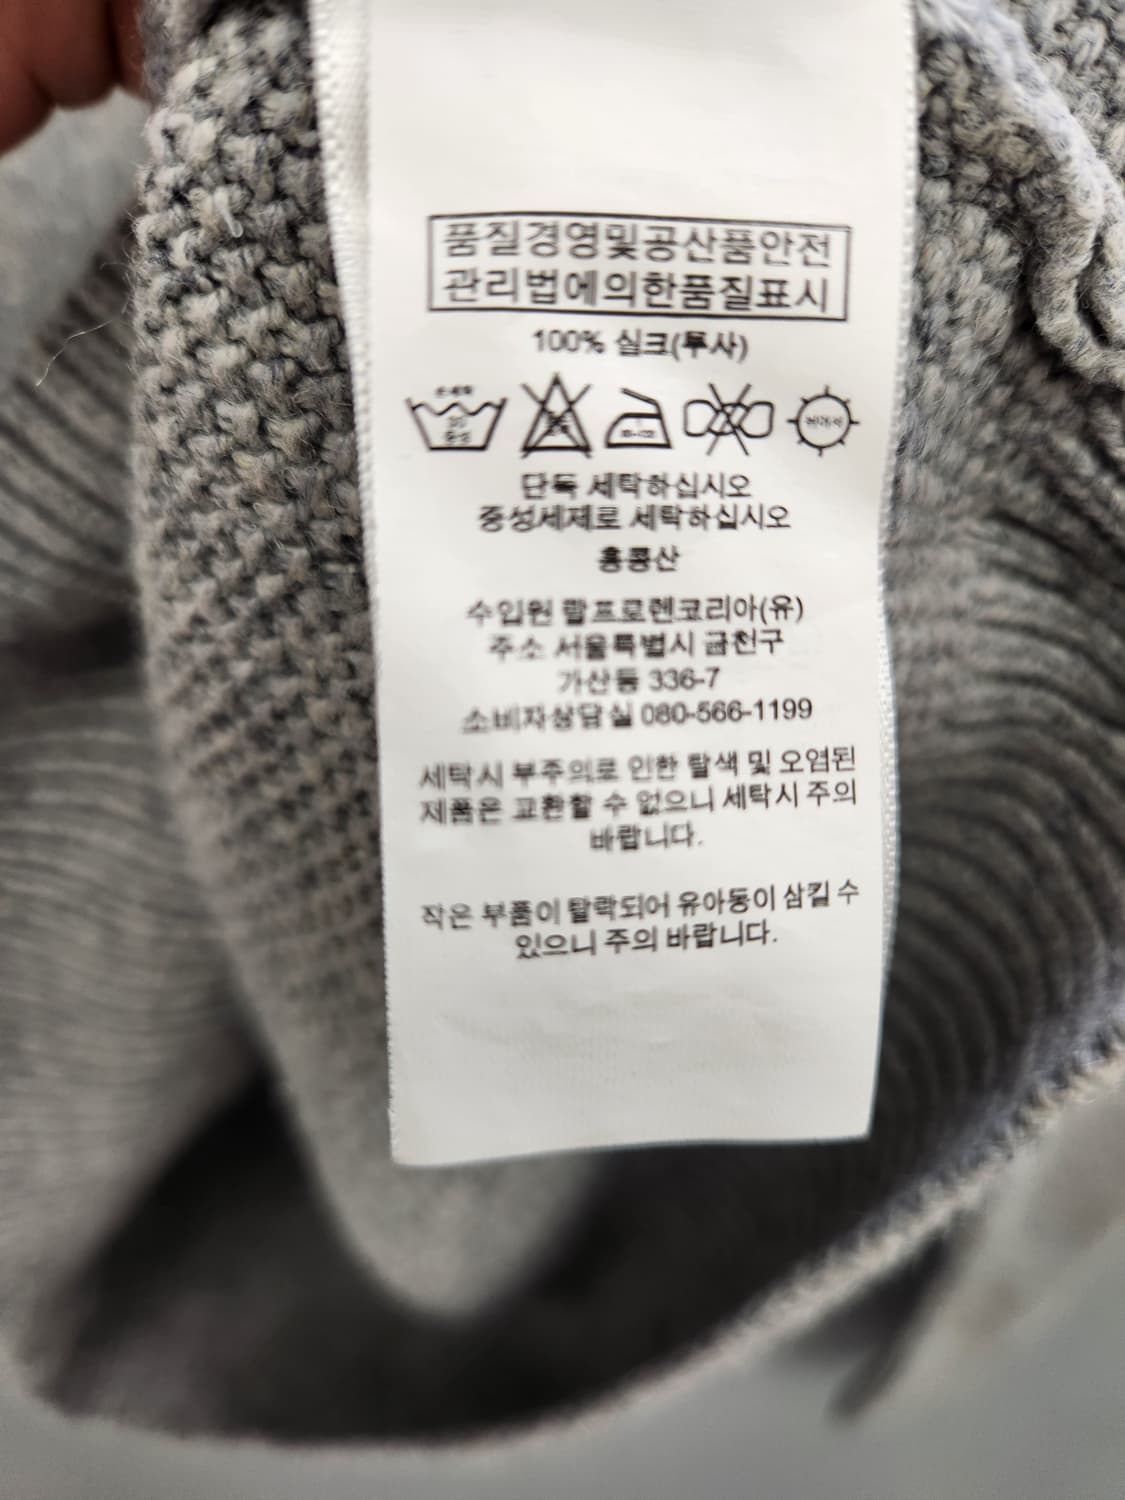 품질경영및공산품안전
관리법에의한품질표시
100% 실크(투사)
손세탁
30
중성
단독 세탁하십시오
중성세제로 세탁하십시오
홍콩산
수입원 랄프로렌코리아(유)
주소 서울특별시 금천구
가산동 336-7
소비자상담실 080-566-1199
세탁시 부주의로 인한 탈색 및 오염된
제품은 교환할 수 없으니 세탁시 주의
바랍니다.
작은 부품이 탈락되어 유아동이 삼킬 수
있으니 주의 바랍니다.